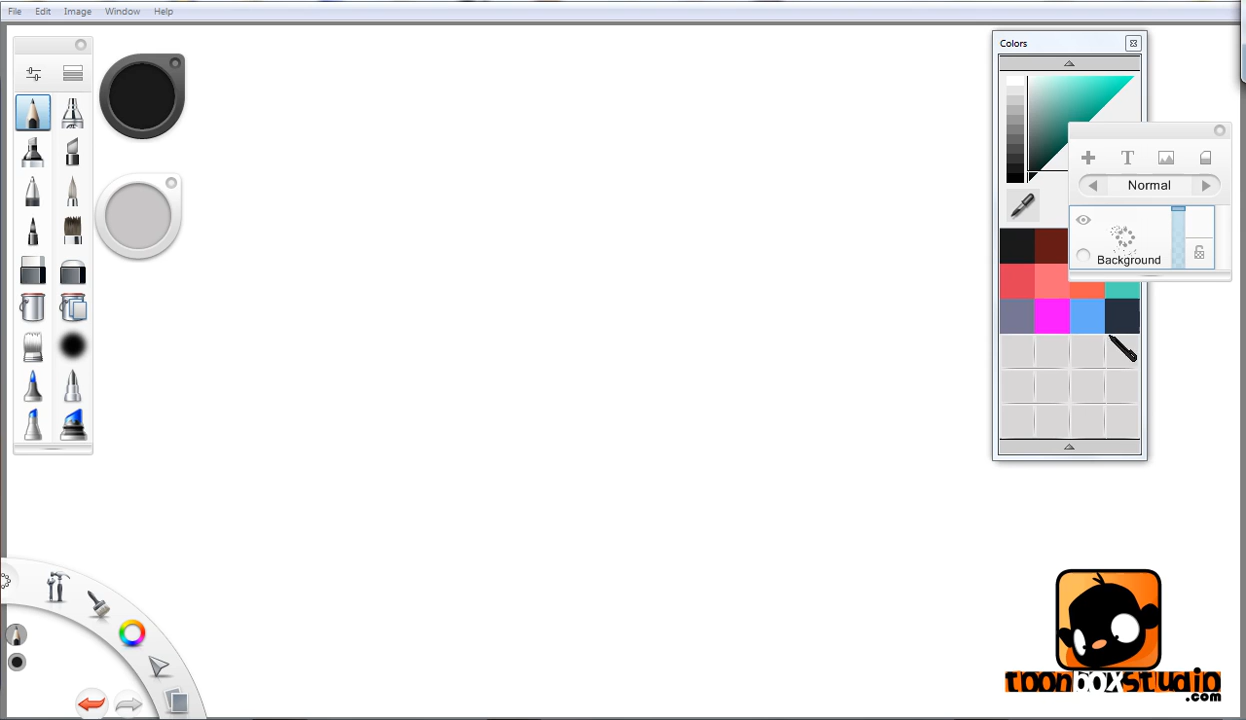 File Edit Image Window Help
Colors
T
Normal
Background
toonboxstudio
.com